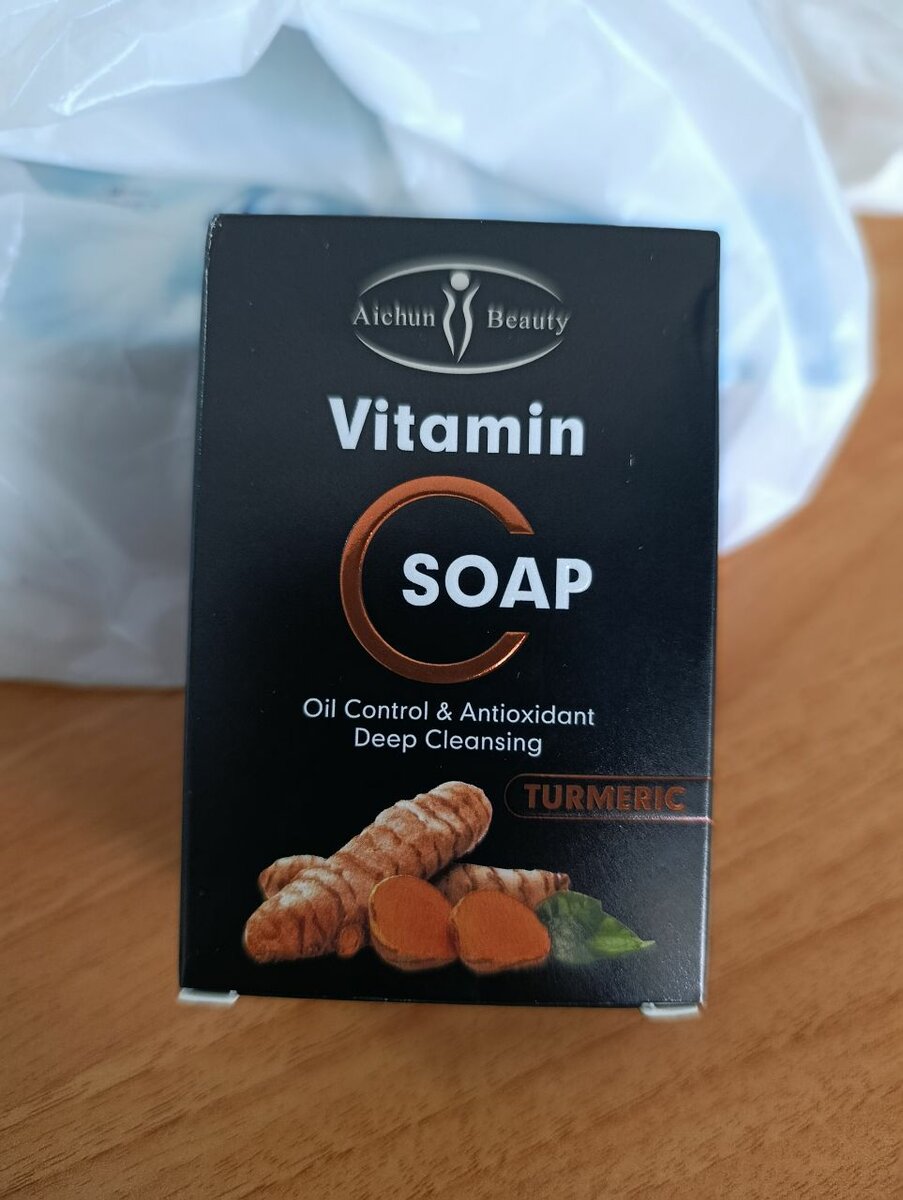 Aichun Beauty
Vitamin
C SOAP
Oil Control & Antioxidant
Deep Cleansing
TURMERIC